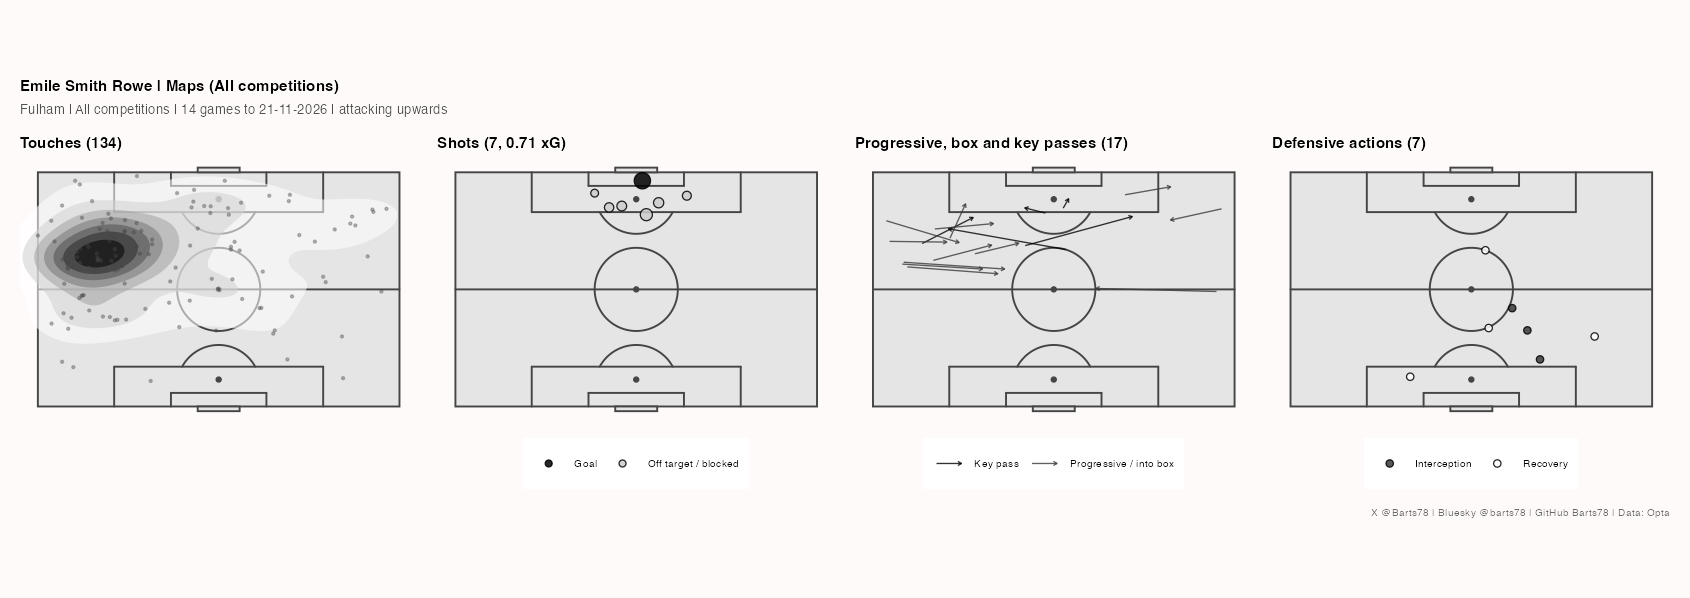 Emile Smith Rowe | Maps (All competitions)
Fulham | All competitions | 14 games to 21-11-2026 | attacking upwards
Touches (134)
Shots (7, 0.71 xG)
Progressive, box and key passes (17)
Defensive actions (7)
Goal
Off target / blocked
Key pass
Progressive / into box
Interception
Recovery
X @Barts78 | Bluesky @barts78 | GitHub Barts78 | Data: Opta